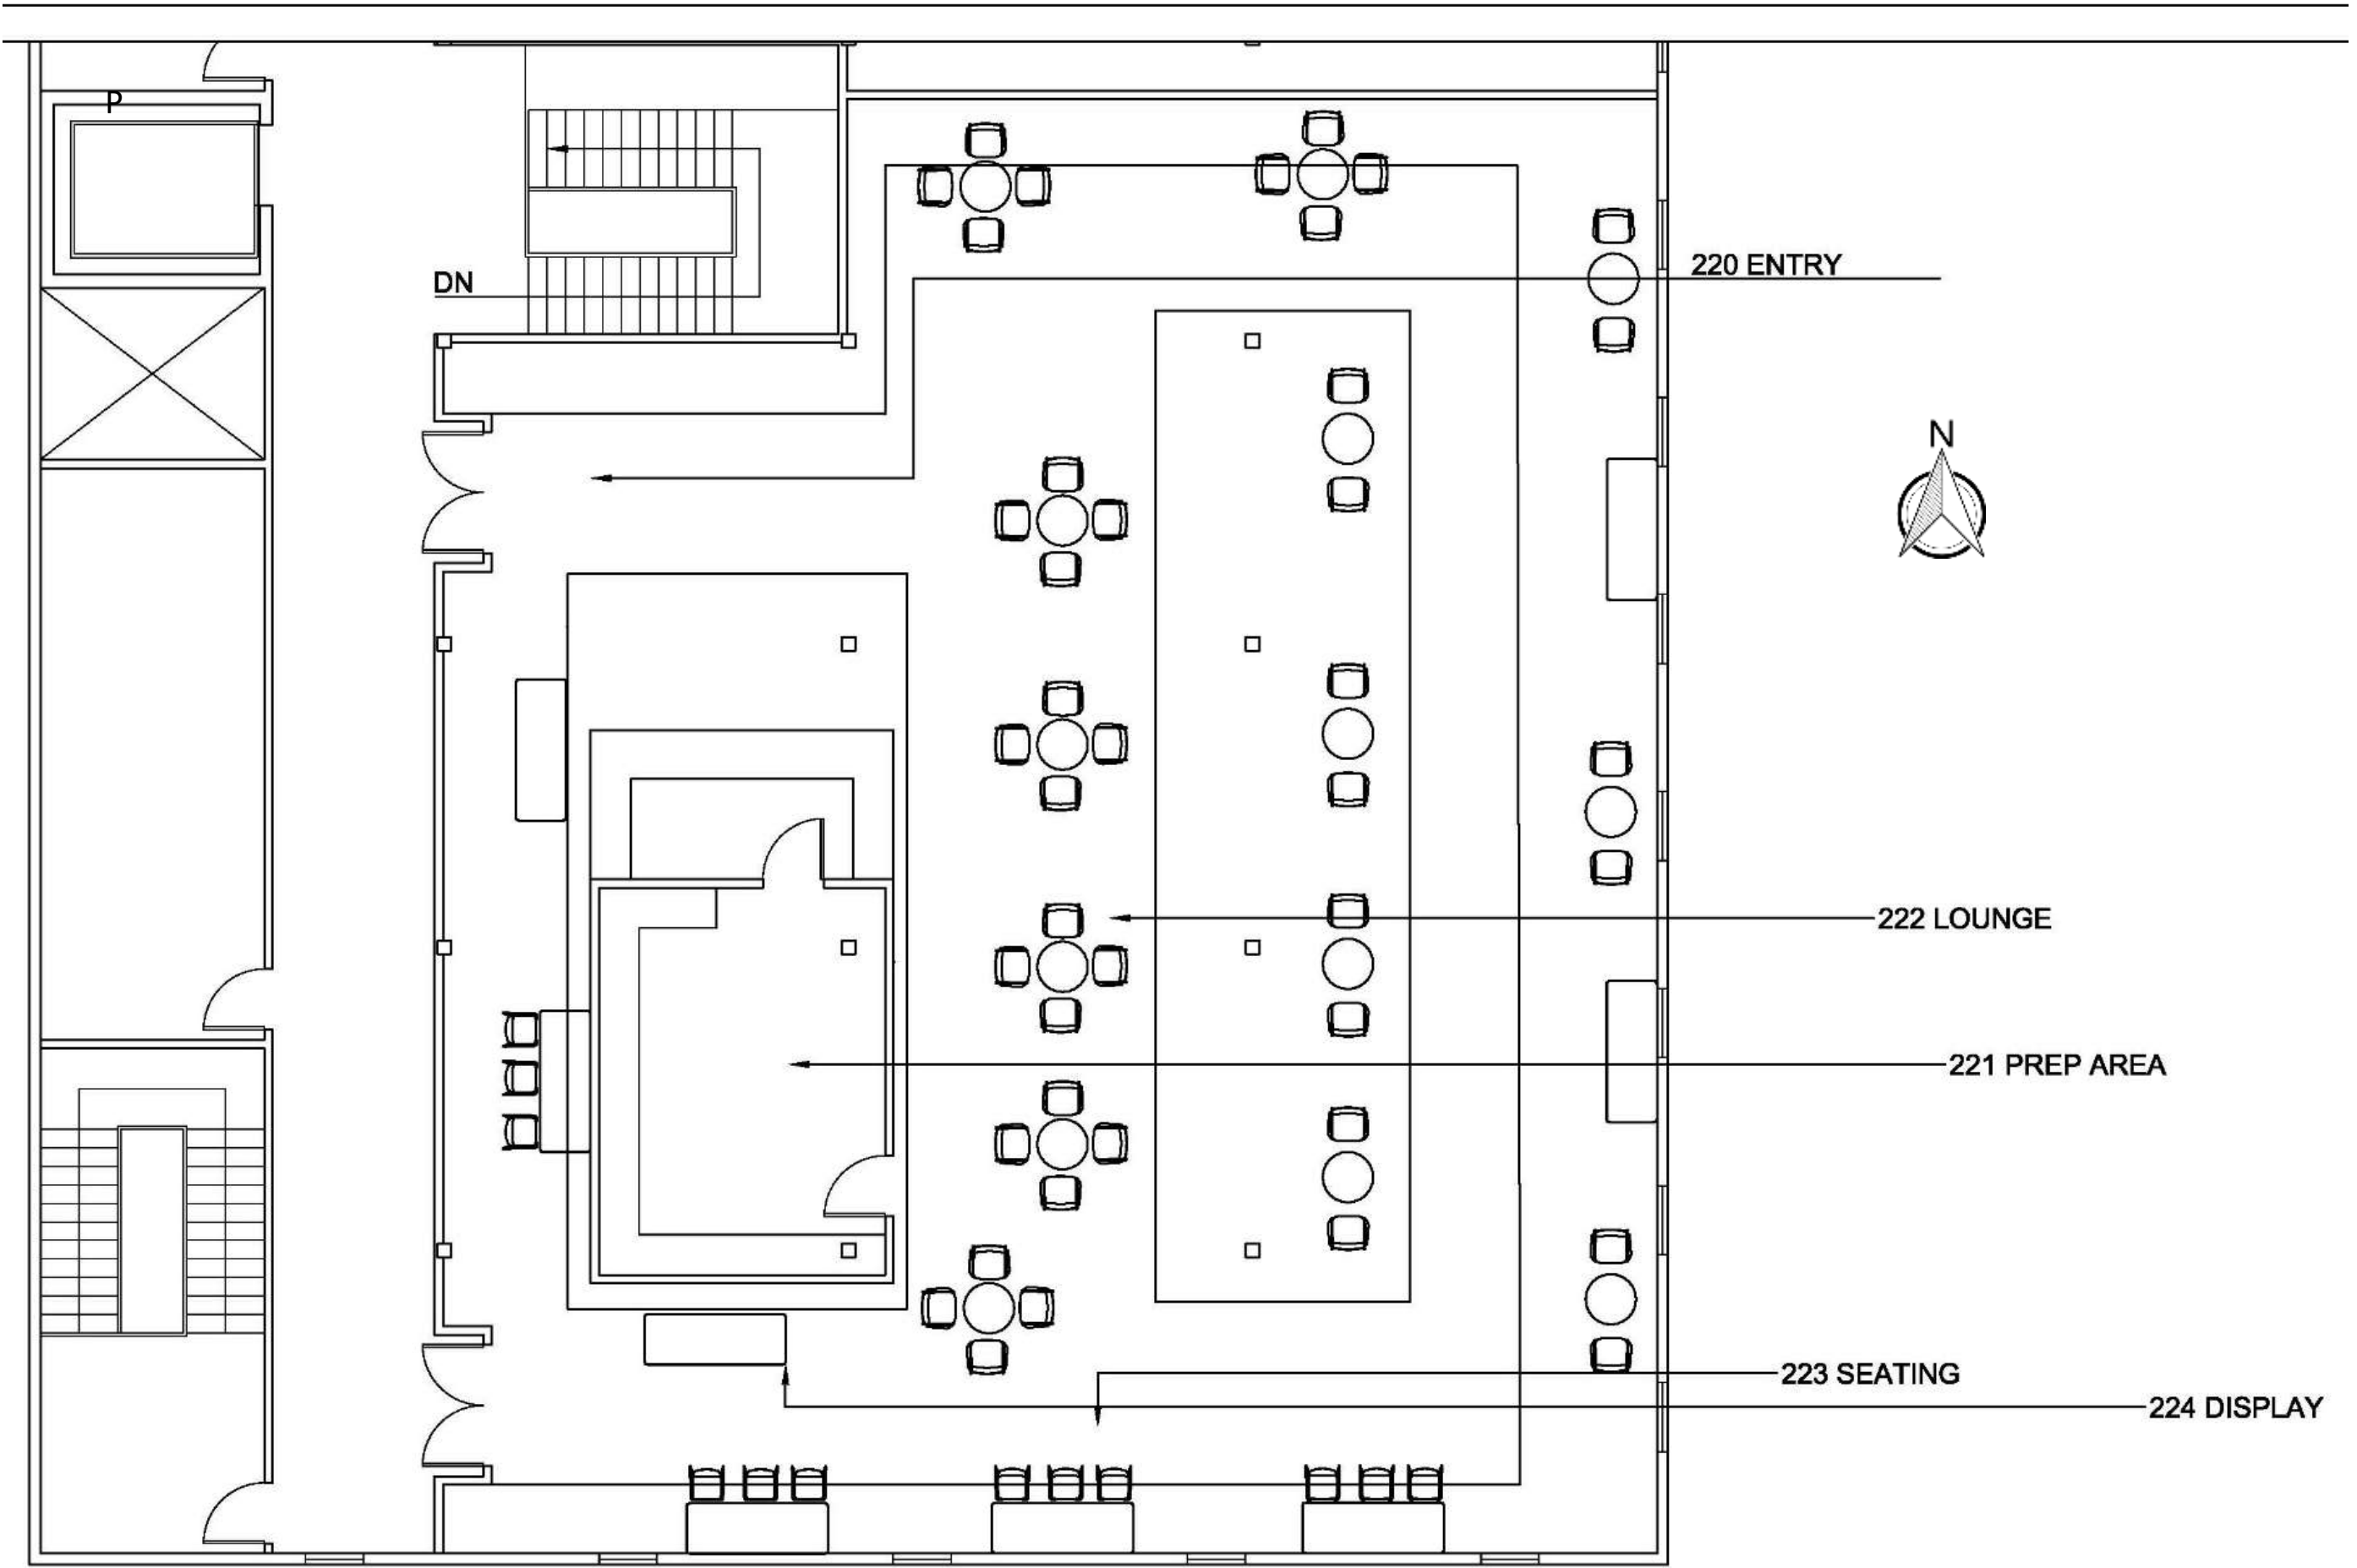 P
220 ENTRY
DN
N
222 LOUNGE
221 PREP AREA
223 SEATING
224 DISPLAY